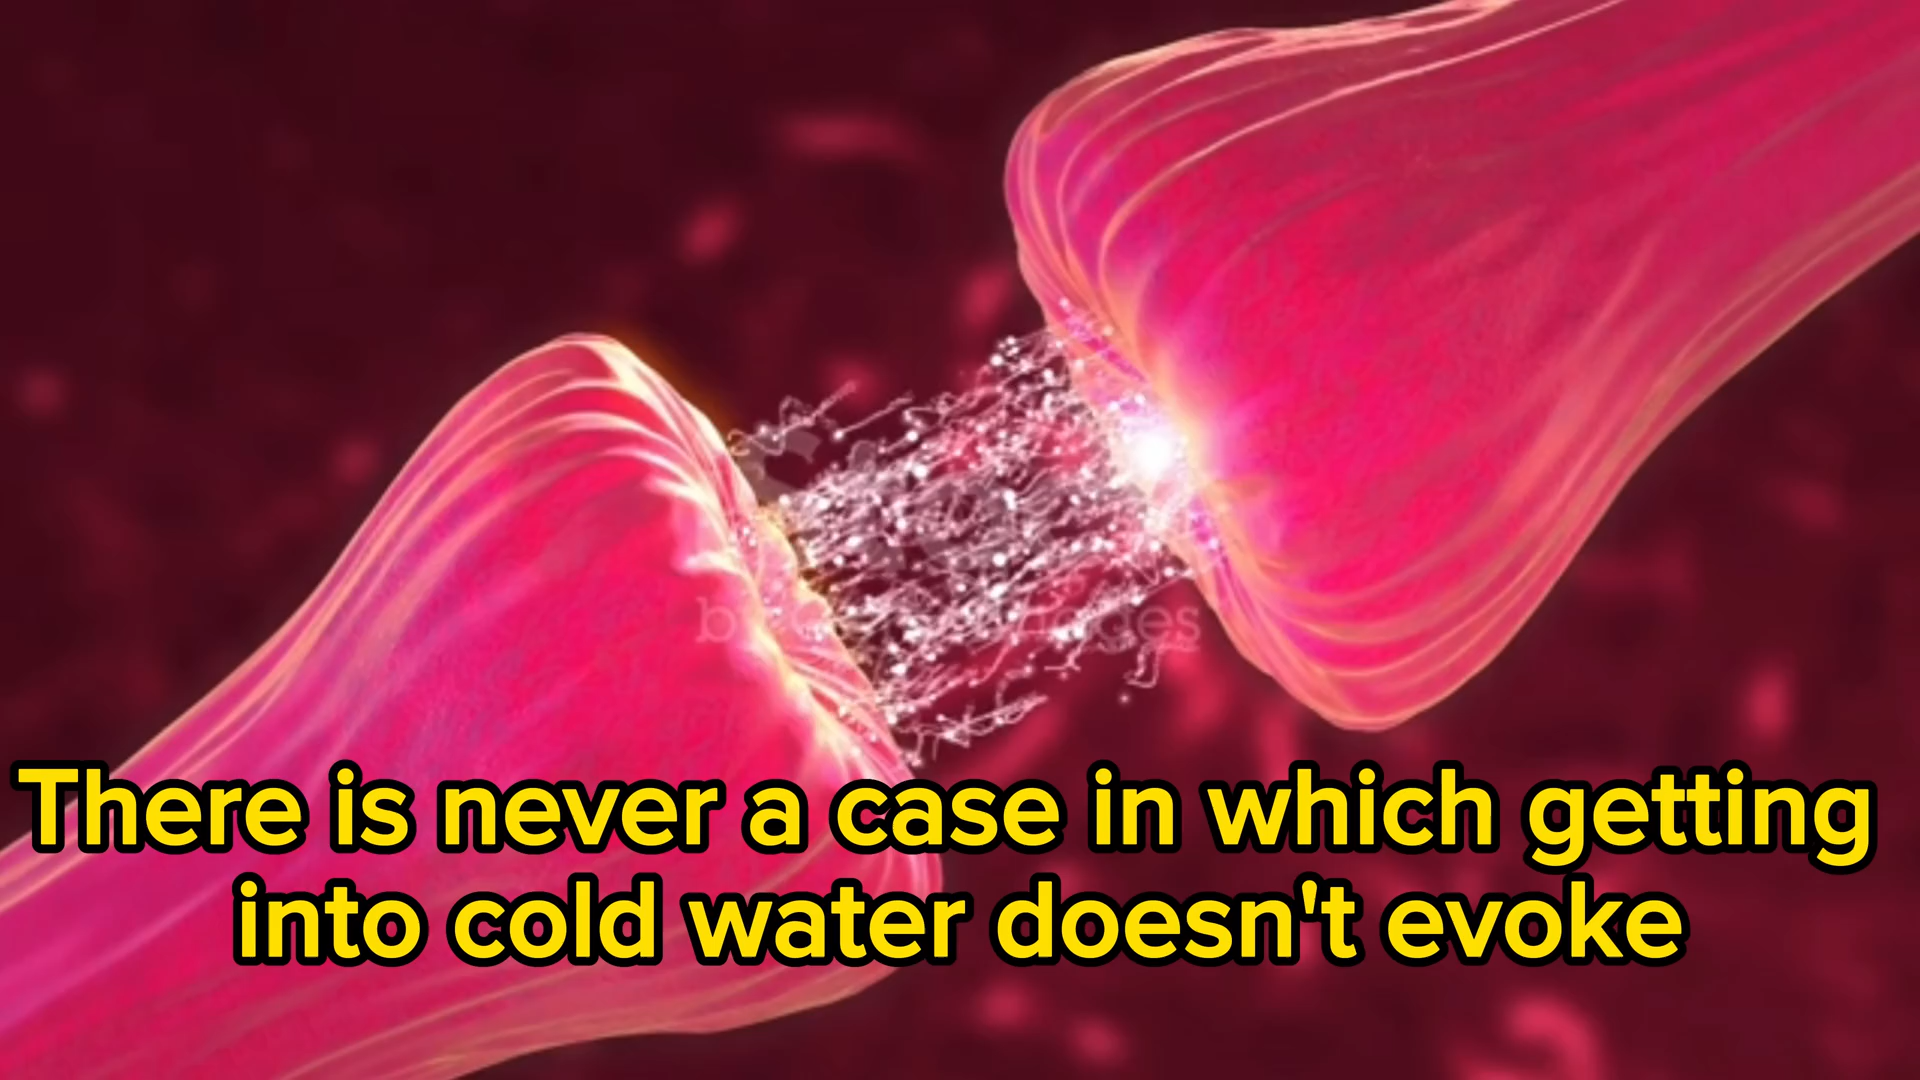 There is never a case in which getting
into cold water doesn't evoke